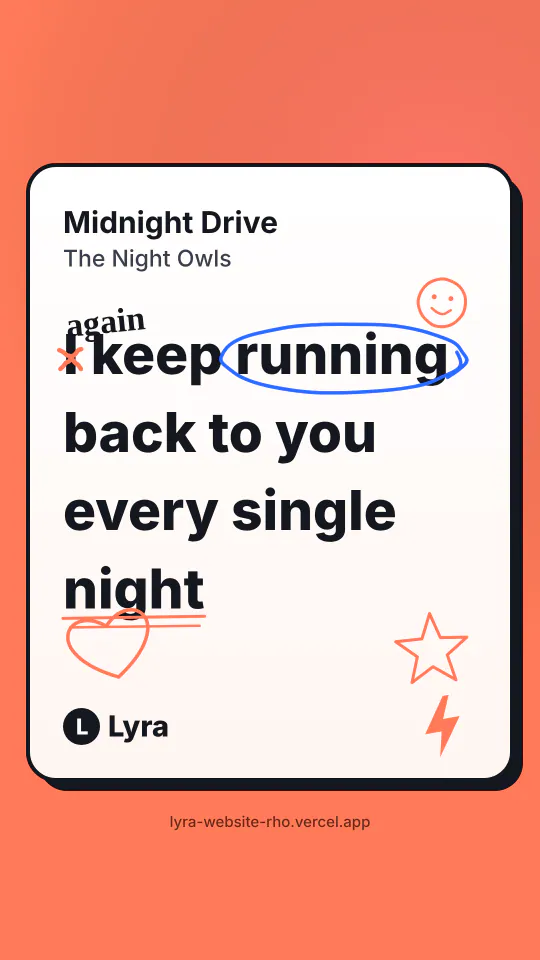 Midnight Drive
The Night Owls
again
I keep running
back to you
every single
night
L Lyra
lyra-website-rho.vercel.app